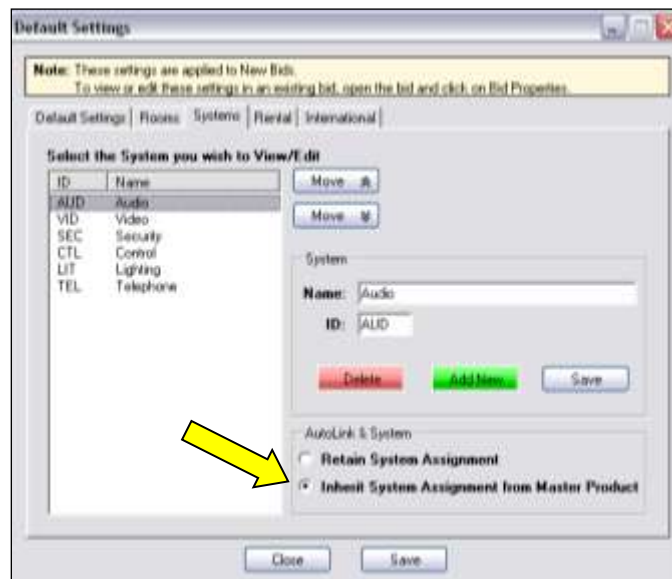 Default Settings
Note: These settings are applied to New Bids.
To view or edit these settings in an existing bid, open the bid and click on Bid Properties.
Default Settings Rooms Systems Rental International
Select the System you wish to View/Edit
ID Name
AUD Audio
VID Video
SEC Security
CTL Control
LIT Lighting
TEL Telephone
Move
Move
System
Name: Audio
ID: AUD
Delete Add New Save
AutoLink & System
Retain System Assignment
Inherit System Assignment from Master Product
Close Save